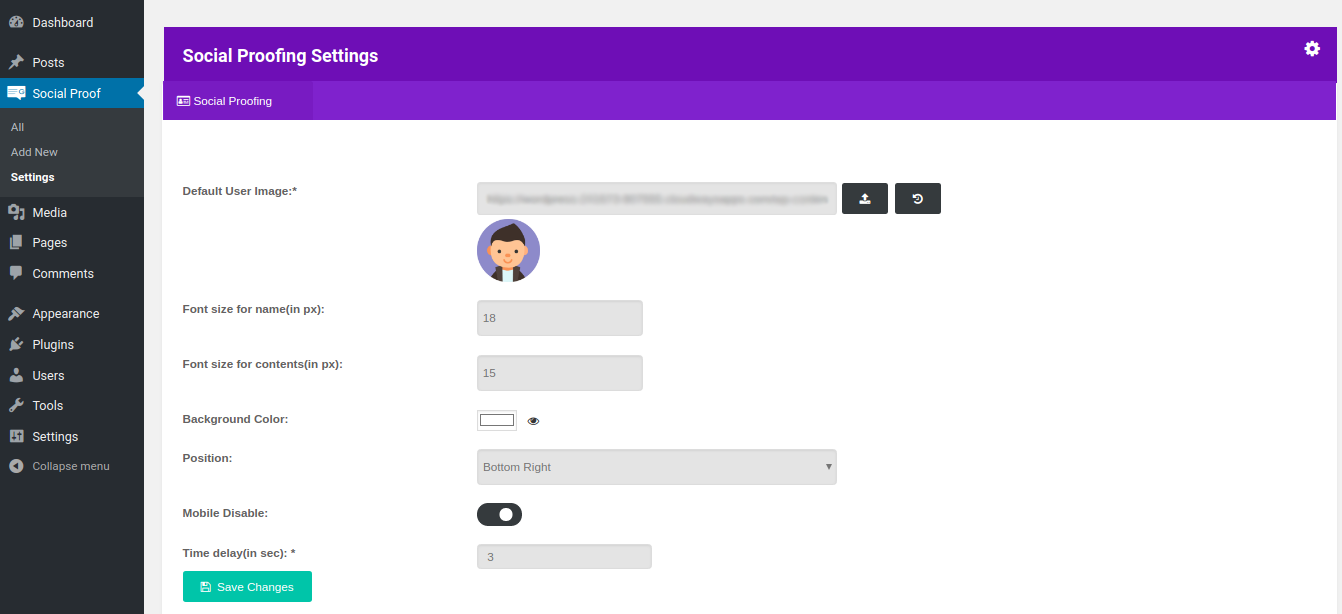 Dashboard
Posts
Social Proof
All
Add New
Settings
Media
Pages
Comments
Appearance
Plugins
Users
Tools
Settings
Collapse menu
Social Proofing Settings
Social Proofing
Default User Image:*
Font size for name(in px):
18
Font size for contents(in px):
15
Background Color:
Position:
Bottom Right
Mobile Disable:
Time delay(in sec): *
3
Save Changes